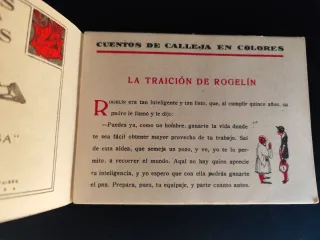 CUENTOS DE CALLEJA EN COLORES
LA TRAICIÓN DE ROGELÍN
ROGELÍN era tan inteligente y tan listo, que, al cumplir quince años, su
padre le llamó y le dijo:
—Puedes ya, como un hombre, ganarte la vida donde
te sea fácil obtener mayor provecho de tu trabajo. Sal
de esta aldea, que semeja un pozo, y ve, yo te lo permi-
to, a recorrer el mundo. Aquí no hay quien aprecie
tu inteligencia, y yo espero que con ella podrás ganarte
el pan. Prepara, pues, tu equipaje, y parte cuanto antes.